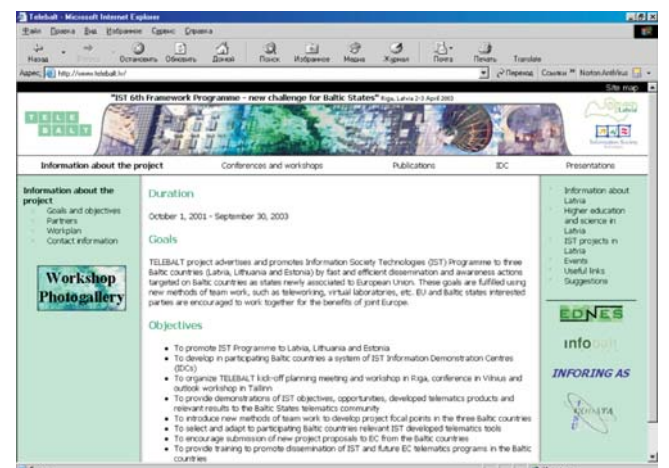 Telebalt - Microsoft Internet Explorer
Файл Правка Вид Избранное Сервис Справка
Назад Остановить Обновить Домой Поиск Избранное Медиа Журнал Почта Печать Translate
Адрес: http://www.telebalt.lv/ Переход Ссылки Norton AntiVirus
Site map
"IST 6th Framework Programme - new challenge for Baltic States" Riga, Latvia 2-3 April 2003
TELE
BALT
Latvia
Information Society
Information about the project Conferences and workshops Publications IDC Presentations
Information about the
project
Goals and objectives
Partners
Workplan
Contact information
Workshop
Photogallery
Duration
October 1, 2001 - September 30, 2003
Goals
TELEBALT project advertises and promotes Information Society Technologies (IST) Programme to three
Baltic countries (Latvia, Lithuania and Estonia) by fast and efficient dissemination and awareness actions
targeted on Baltic countries as states newly associated to European Union. These goals are fulfilled using
new methods of team work, such as teleworking, virtual laboratories, etc. EU and Baltic states interested
parties are encouraged to work together for the benefits of joint Europe.
Objectives
To promote IST Programme to Latvia, Lithuania and Estonia
To develop in participating Baltic countries a system of IST Information Demonstration Centres
(IDCs)
To organize TELEBALT kick-off planning meeting and workshop in Riga, conference in Vilnius and
outlook workshop in Tallinn
To provide demonstrations of IST objectives, opportunities, developed telematics products and
relevant results to the Baltic States telematics community
To introduce new methods of team work to develop project focal points in the three Baltic countries
To select and adapt to participating Baltic countries relevant IST developed telematics tools
To encourage submission of new project proposals to EC from the Baltic countries
To provide training to promote dissemination of IST and future EC telematics programs in the Baltic
countries
Information about
Latvia
Higher education
and science in
Latvia
IST projects in
Latvia
Events
Useful links
Suggestions
EDNES
INFORING AS